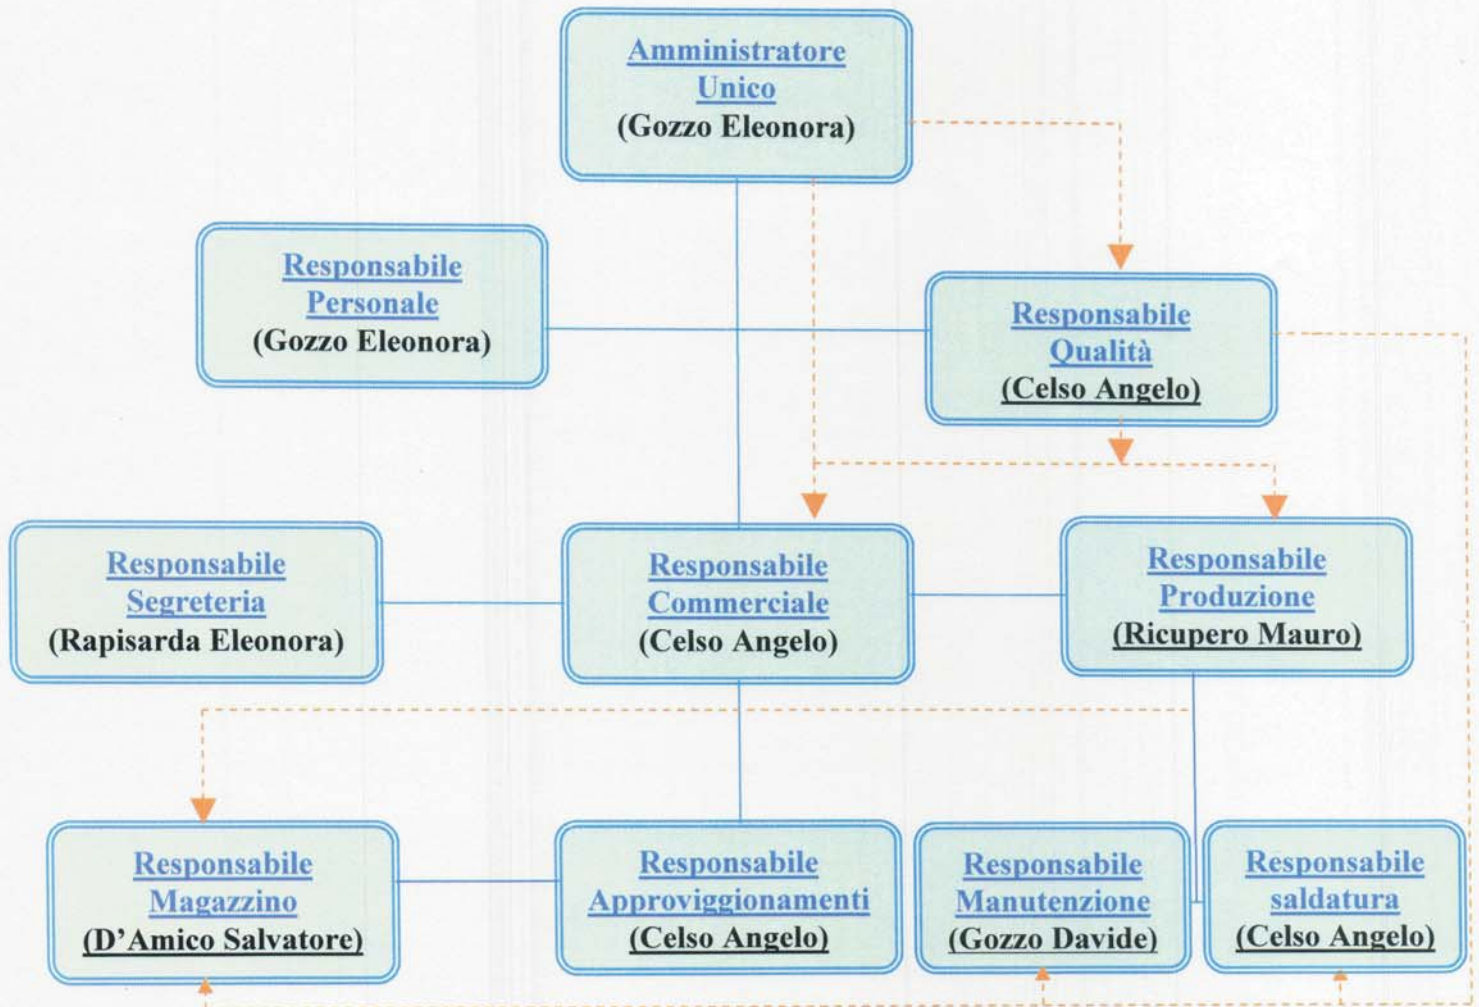 Amministratore
Unico
(Gozzo Eleonora)
Responsabile
Personale
(Gozzo Eleonora)
Responsabile
Qualità
(Celso Angelo)
Responsabile
Segreteria
(Rapisarda Eleonora)
Responsabile
Commerciale
(Celso Angelo)
Responsabile
Produzione
(Ricupero Mauro)
Responsabile
Magazzino
(D'Amico Salvatore)
Responsabile
Approviggionamenti
(Celso Angelo)
Responsabile
Manutenzione
(Gozzo Davide)
Responsabile
saldatura
(Celso Angelo)